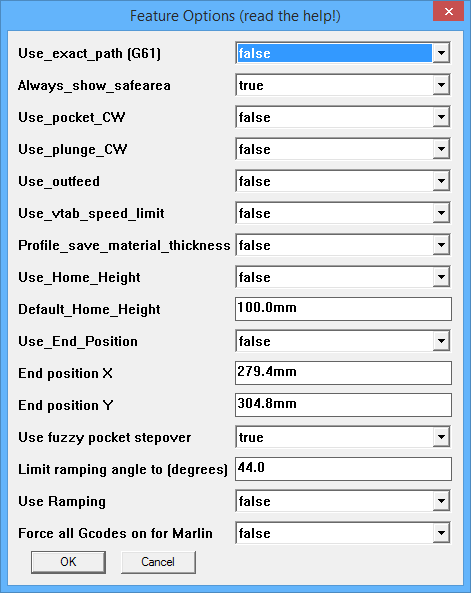 Feature Options (read the help!)
Use_exact_path (G61) false
Always_show_safearea true
Use_pocket_CW false
Use_plunge_CW false
Use_outfeed false
Use_vtab_speed_limit false
Profile_save_material_thickness false
Use_Home_Height false
Default_Home_Height 100.0mm
Use_End_Position false
End position X 279.4mm
End position Y 304.8mm
Use fuzzy pocket stepover true
Limit ramping angle to (degrees) 44.0
Use Ramping false
Force all Gcodes on for Marlin false
OK Cancel